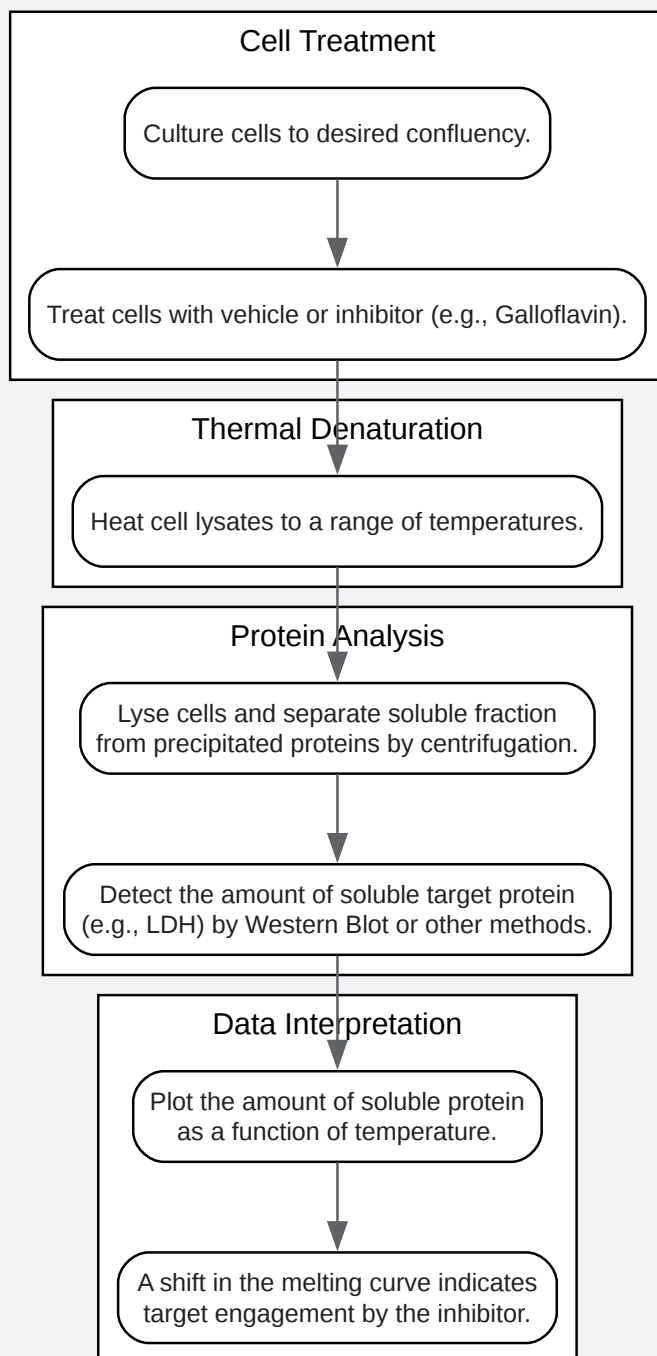 Cell Treatment
Culture cells to desired confluency.
Treat cells with vehicle or inhibitor (e.g., Galloflavin).
Thermal Denaturation
Heat cell lysates to a range of temperatures.
Protein Analysis
Lyse cells and separate soluble fraction
from precipitated proteins by centrifugation.
Detect the amount of soluble target protein
(e.g., LDH) by Western Blot or other methods.
Data Interpretation
Plot the amount of soluble protein
as a function of temperature.
A shift in the melting curve indicates
target engagement by the inhibitor.